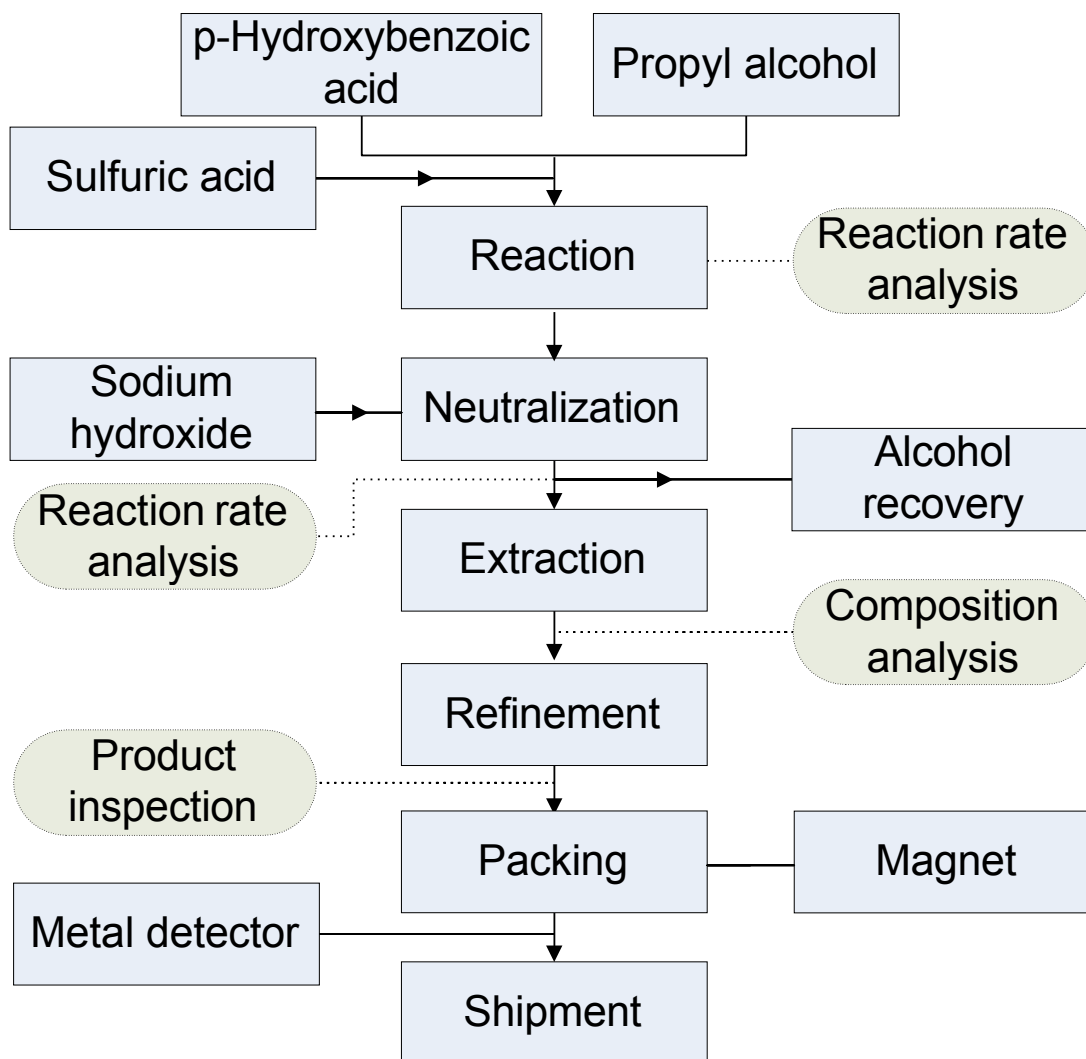 p-Hydroxybenzoic
acid
Propyl alcohol
Sulfuric acid
Reaction
Reaction rate
analysis
Sodium
hydroxide
Neutralization
Alcohol
recovery
Reaction rate
analysis
Extraction
Composition
analysis
Refinement
Product
inspection
Packing
Magnet
Metal detector
Shipment